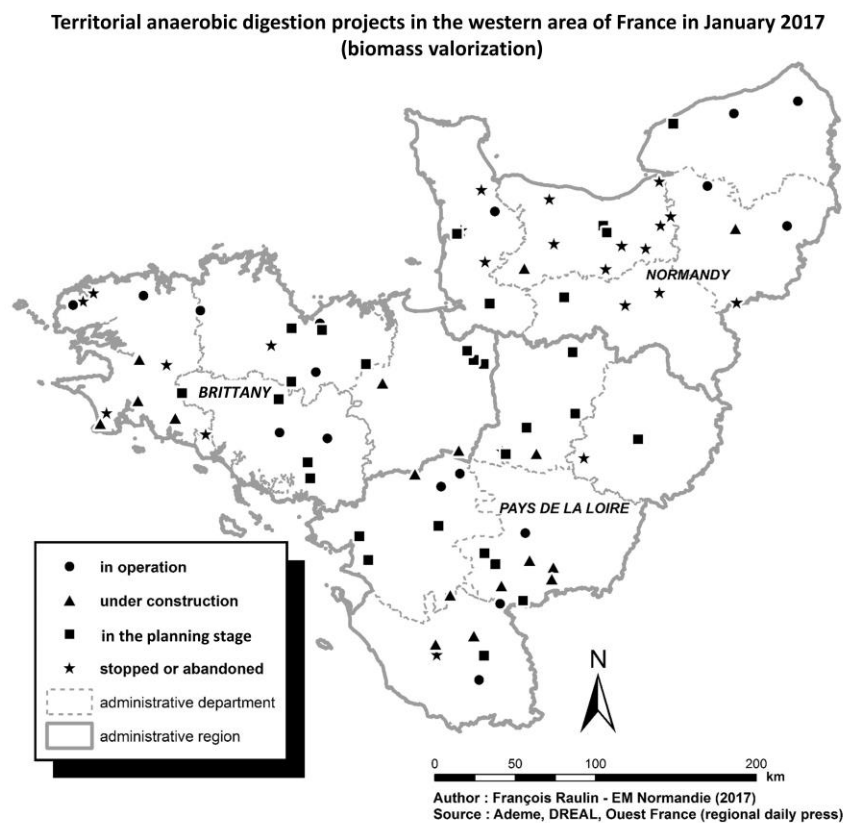 Territorial anaerobic digestion projects in the western area of France in January 2017
(biomass valorization)
NORMANDY
BRITTANY
PAYS DE LA LOIRE
in operation
under construction
in the planning stage
stopped or abandoned
administrative department
administrative region
N
0 50 100 200
km
Author : François Raulin - EM Normandie (2017)
Source : Ademe, DREAL, Ouest France (regional daily press)